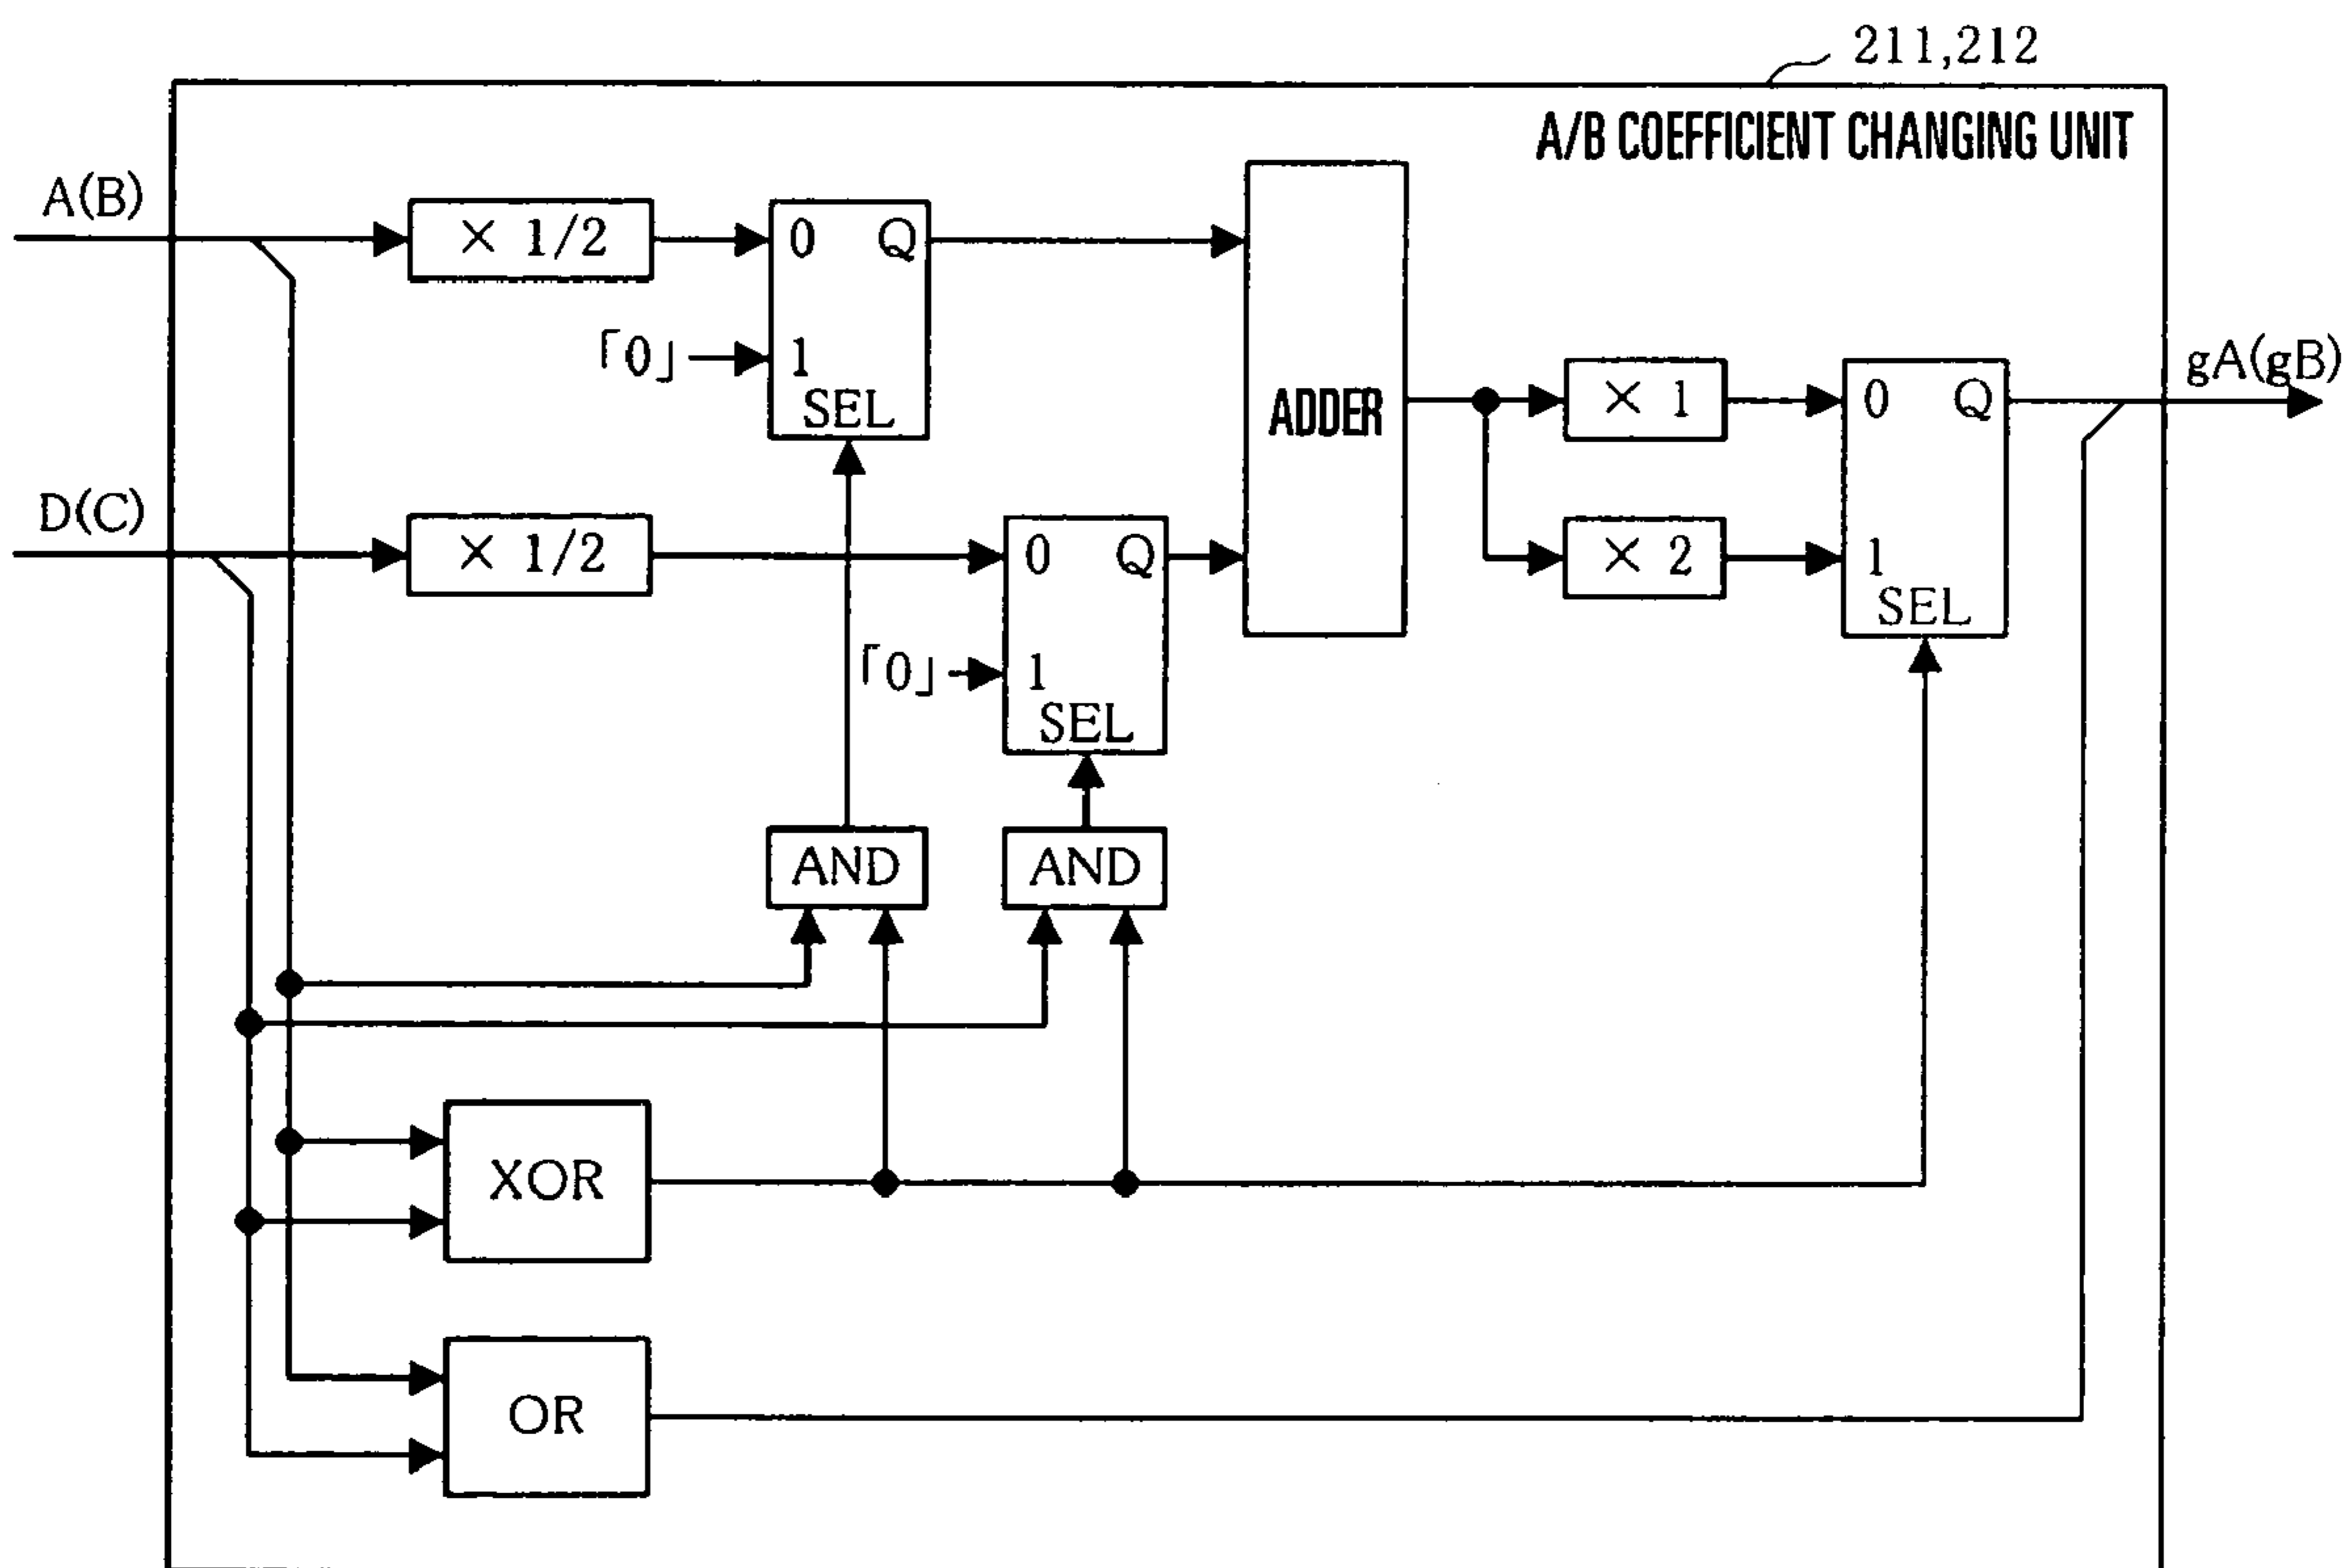 211,212
A/B COEFFICIENT CHANGING UNIT
A(B)
× 1/2
0 Q
「0」
1
SEL
D(C)
× 1/2
0 Q
「0」
1
SEL
ADDER
× 1
× 2
0 Q
1
SEL
gA(gB)
AND
AND
XOR
OR